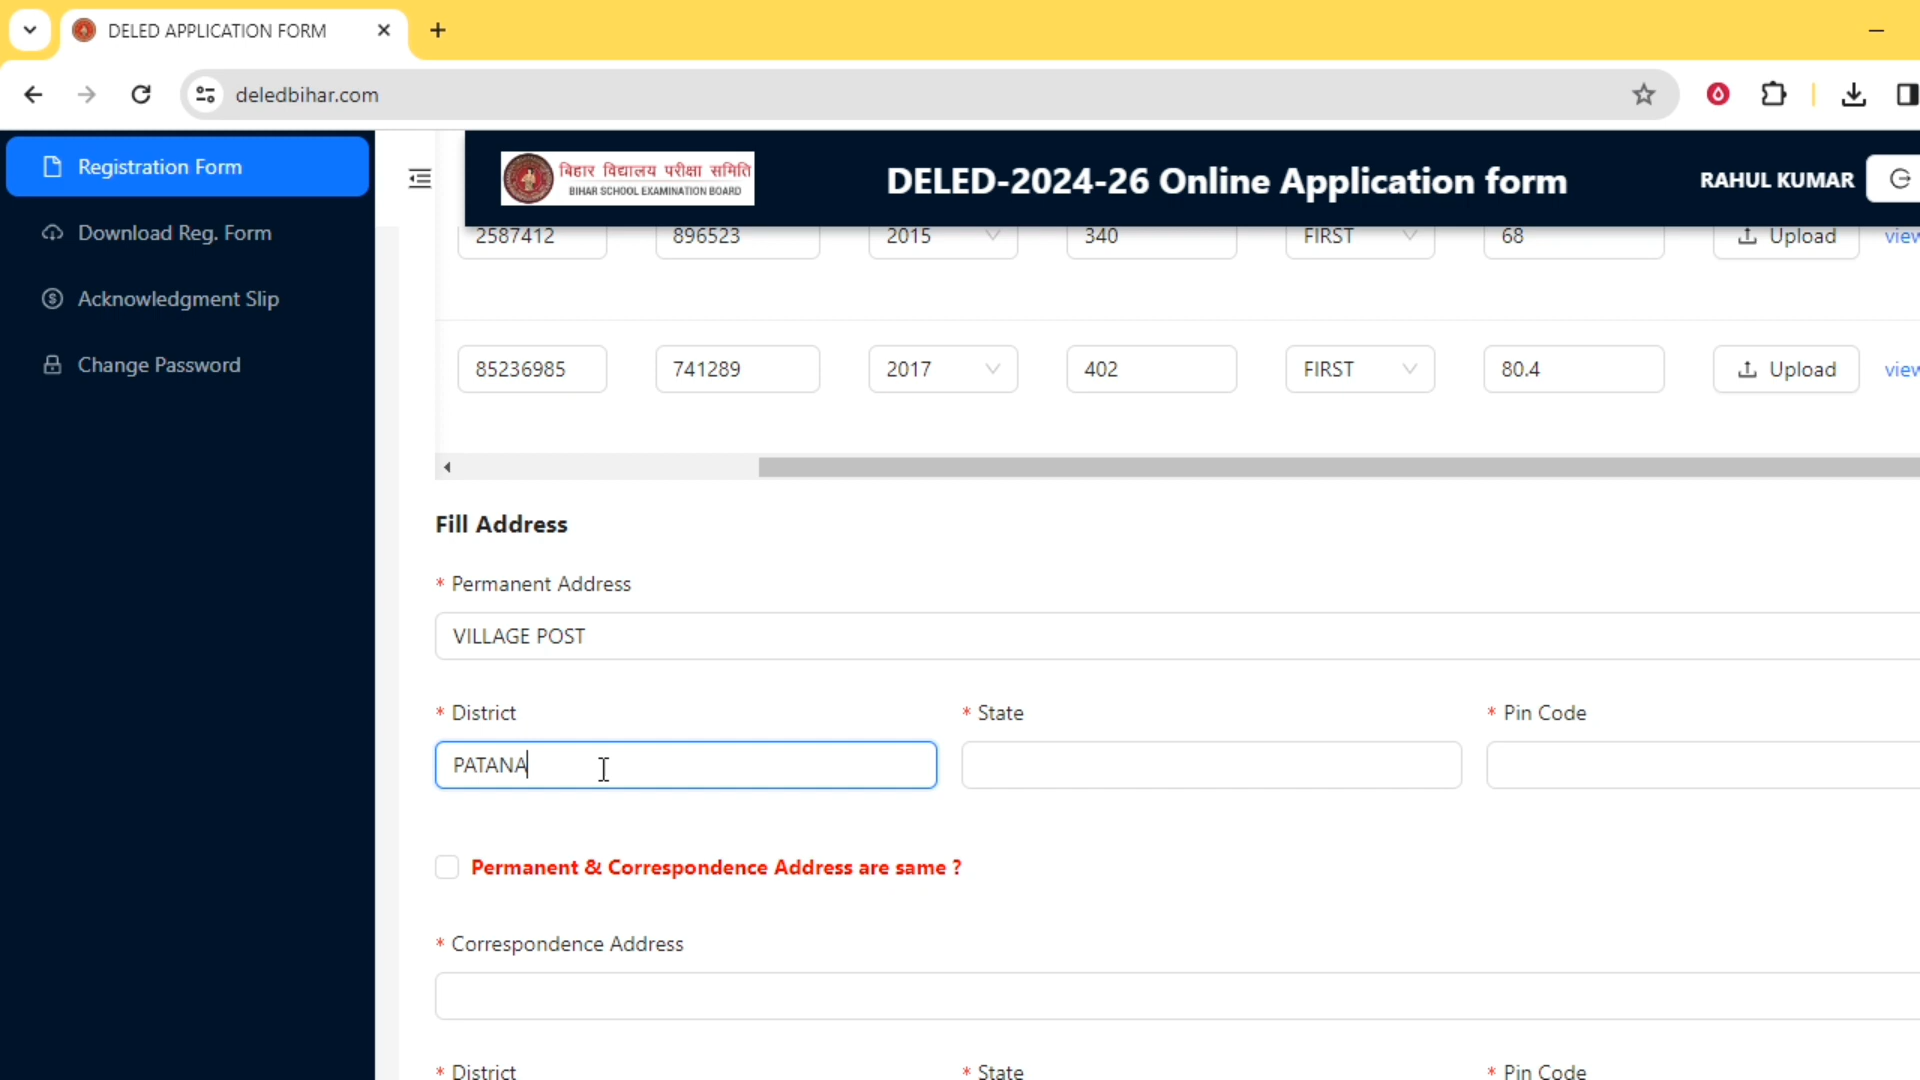 DELED APPLICATION FORM
deledbihar.com
Registration Form
Download Reg. Form
Acknowledgment Slip
Change Password
बिहार विद्यालय परीक्षा समिति
BIHAR SCHOOL EXAMINATION BOARD
DELED-2024-26 Online Application form
RAHUL KUMAR
2587412 896523 2015 340 FIRST 68 Upload view
85236985 741289 2017 402 FIRST 80.4 Upload view
Fill Address
* Permanent Address
VILLAGE POST
* District * State * Pin Code
PATANA
Permanent & Correspondence Address are same ?
* Correspondence Address
* District * State * Pin Code